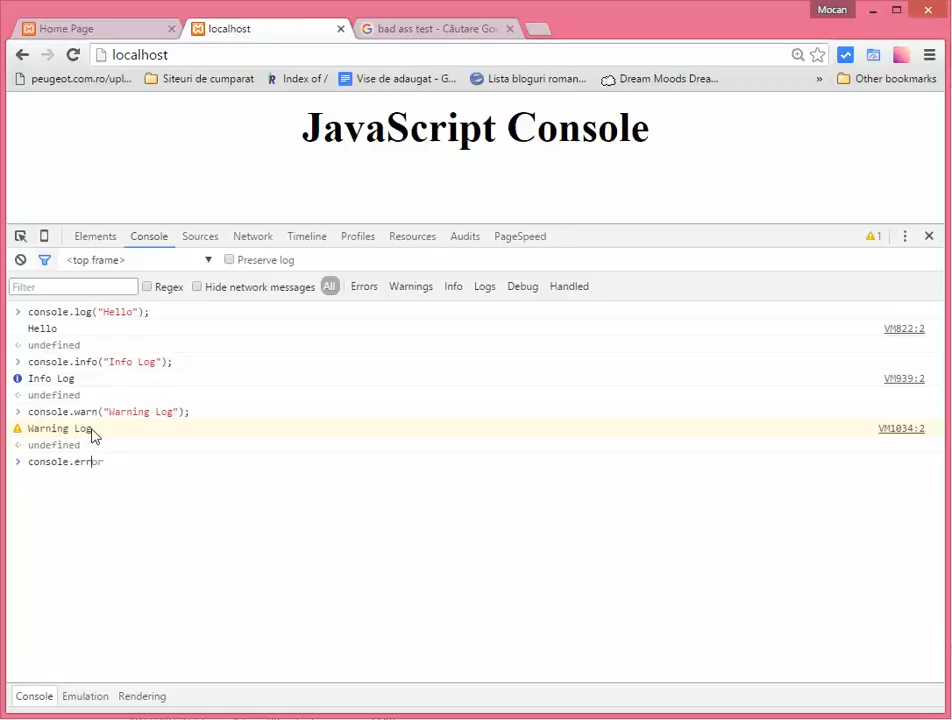 Mocan
Home Page
localhost
bad ass test - Căutare Goo
localhost
peugeot.com.ro/upl...
Siteuri de cumparat
Index of /
Vise de adaugat - G...
Lista bloguri roman...
Dream Moods Drea...
»
Other bookmarks
JavaScript Console
Elements Console Sources Network Timeline Profiles Resources Audits PageSpeed
1
<top frame>
Preserve log
Filter
Regex
Hide network messages
All Errors Warnings Info Logs Debug Handled
> console.log("Hello");
Hello VM822:2
< undefined
> console.info("Info Log");
Info Log VM939:2
< undefined
> console.warn("Warning Log");
Warning Log VM1034:2
< undefined
> console.error
Console Emulation Rendering